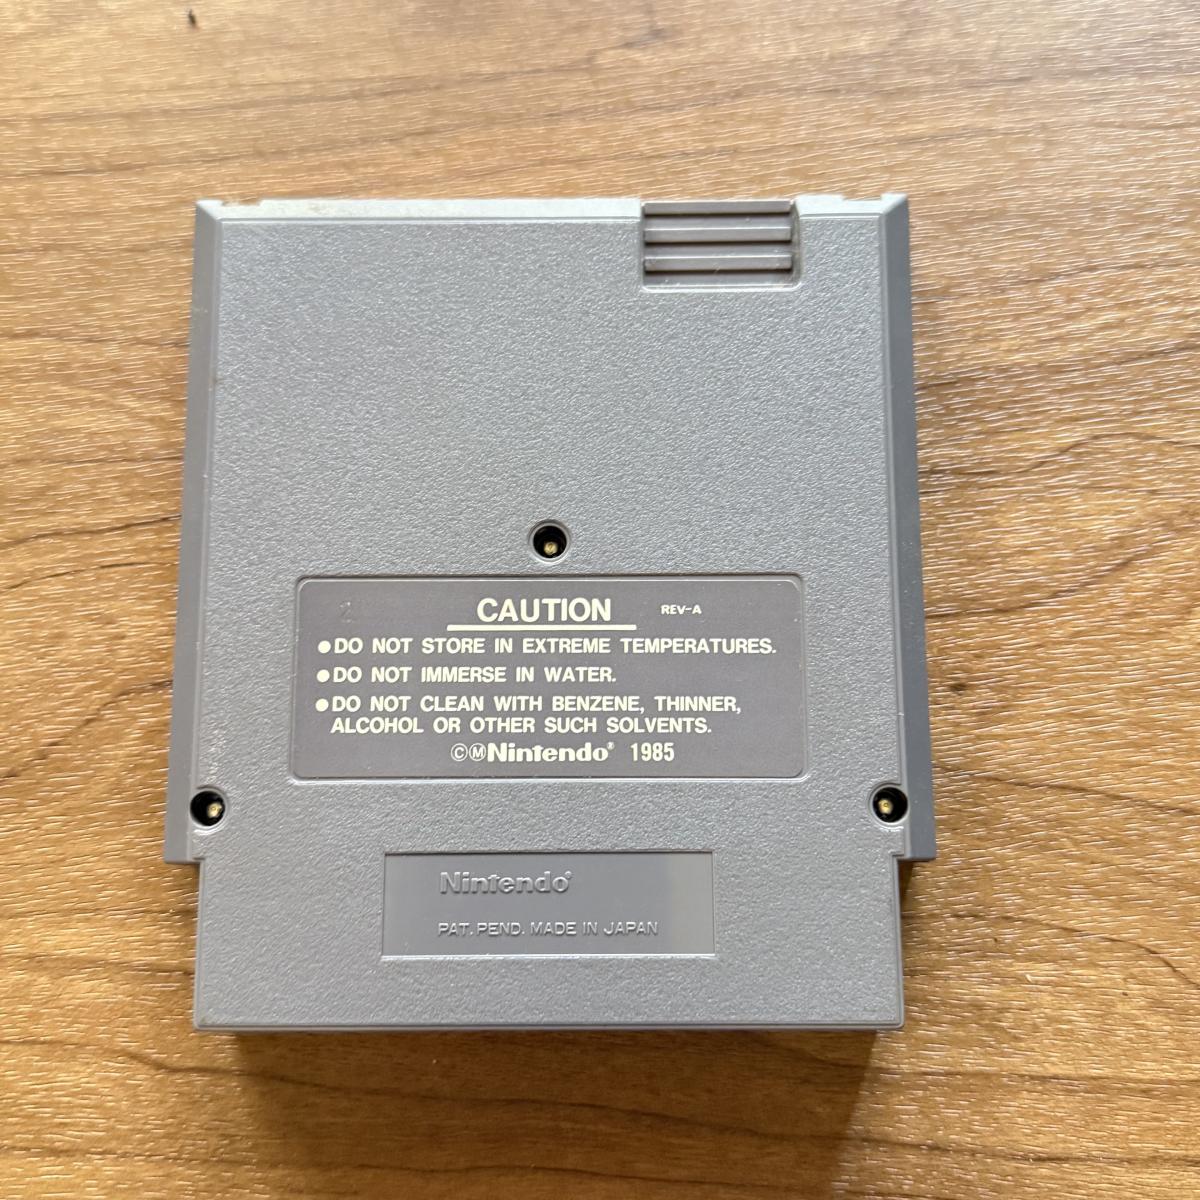 2
CAUTION REV-A
●DO NOT STORE IN EXTREME TEMPERATURES.
●DO NOT IMMERSE IN WATER.
●DO NOT CLEAN WITH BENZENE, THINNER,
ALCOHOL OR OTHER SUCH SOLVENTS.
©ⓂNintendo® 1985
Nintendo®
PAT. PEND. MADE IN JAPAN